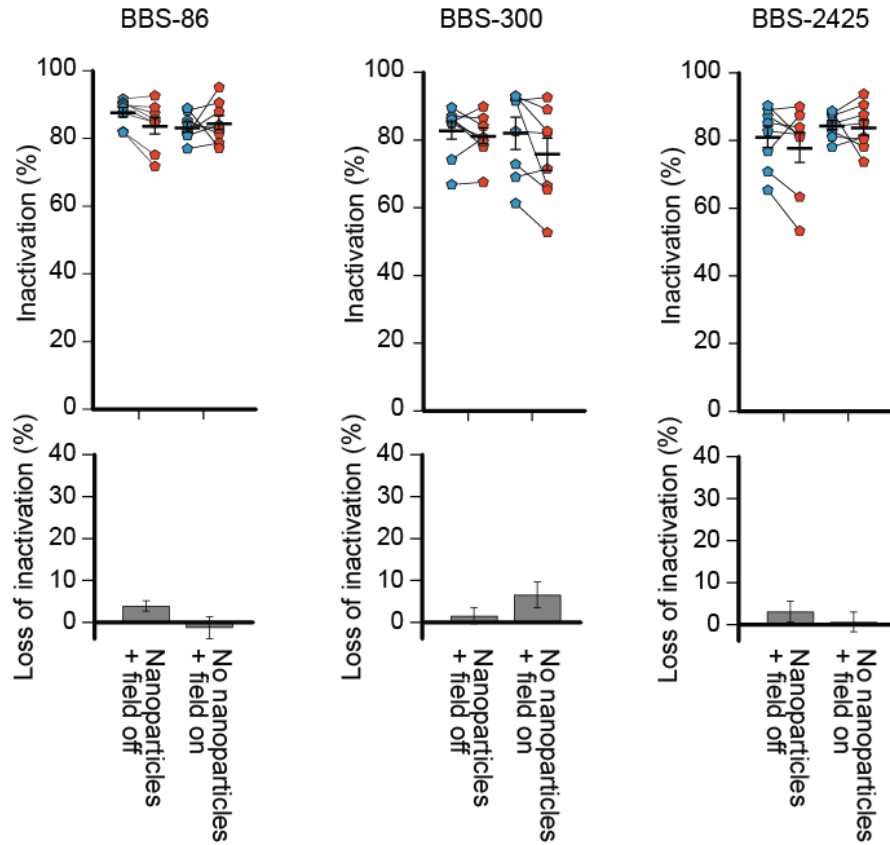 BBS-86
BBS-300
BBS-2425
Inactivation (%)
100
80
60
40
20
0
Inactivation (%)
100
80
60
40
20
0
Inactivation (%)
100
80
60
40
20
0
Loss of inactivation (%)
40
30
20
10
0
Nanoparticles
+ field off
No nanoparticles
+ field on
Loss of inactivation (%)
40
30
20
10
0
Nanoparticles
+ field off
No nanoparticles
+ field on
Loss of inactivation (%)
40
30
20
10
0
Nanoparticles
+ field off
No nanoparticles
+ field on